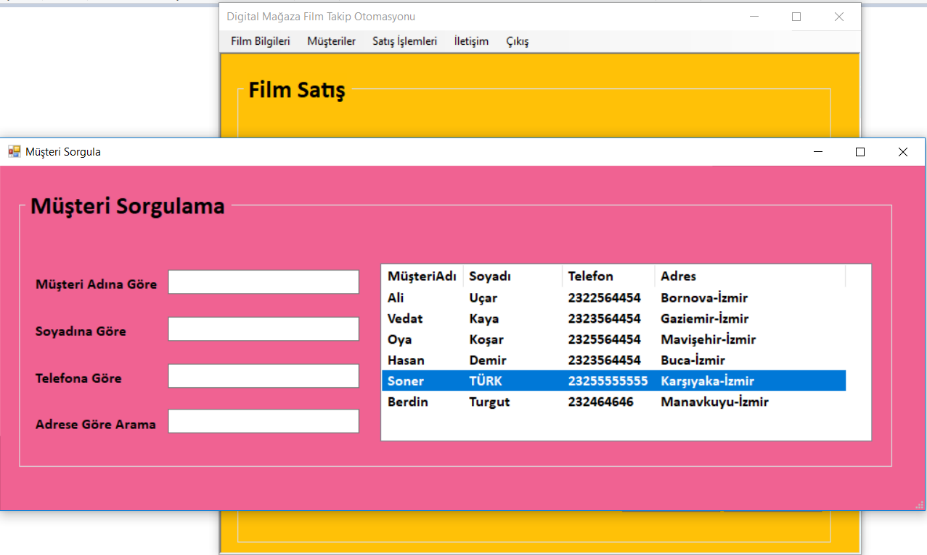 Digital Mağaza Film Takip Otomasyonu
Film Bilgileri Müşteriler Satış İşlemleri İletişim Çıkış
Film Satış
Müşteri Sorgula
Müşteri Sorgulama
Müşteri Adına Göre
Soyadına Göre
Telefona Göre
Adrese Göre Arama
MüşteriAdı Soyadı Telefon Adres
Ali Uçar 2322564454 Bornova-İzmir
Vedat Kaya 2323564454 Gaziemir-İzmir
Oya Koşar 2325564454 Mavişehir-İzmir
Hasan Demir 2323564454 Buca-İzmir
Soner TÜRK 23255555555 Karşıyaka-İzmir
Berdin Turgut 232464646 Manavkuyu-İzmir